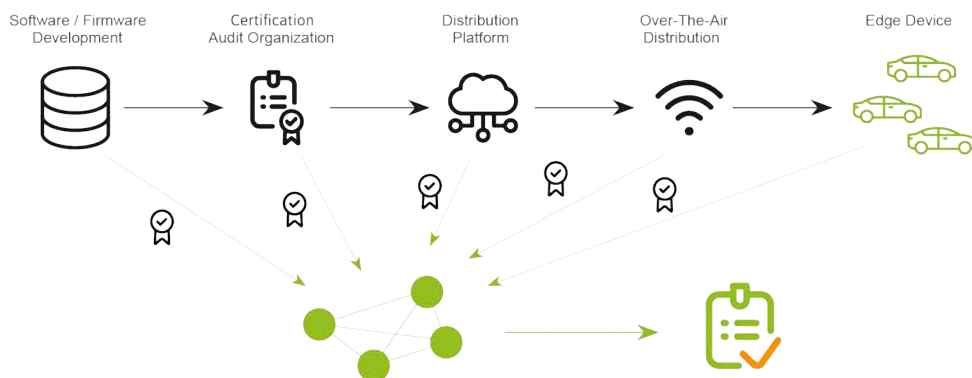 Software / Firmware
Development
Certification
Audit Organization
Distribution
Platform
Over-The-Air
Distribution
Edge Device